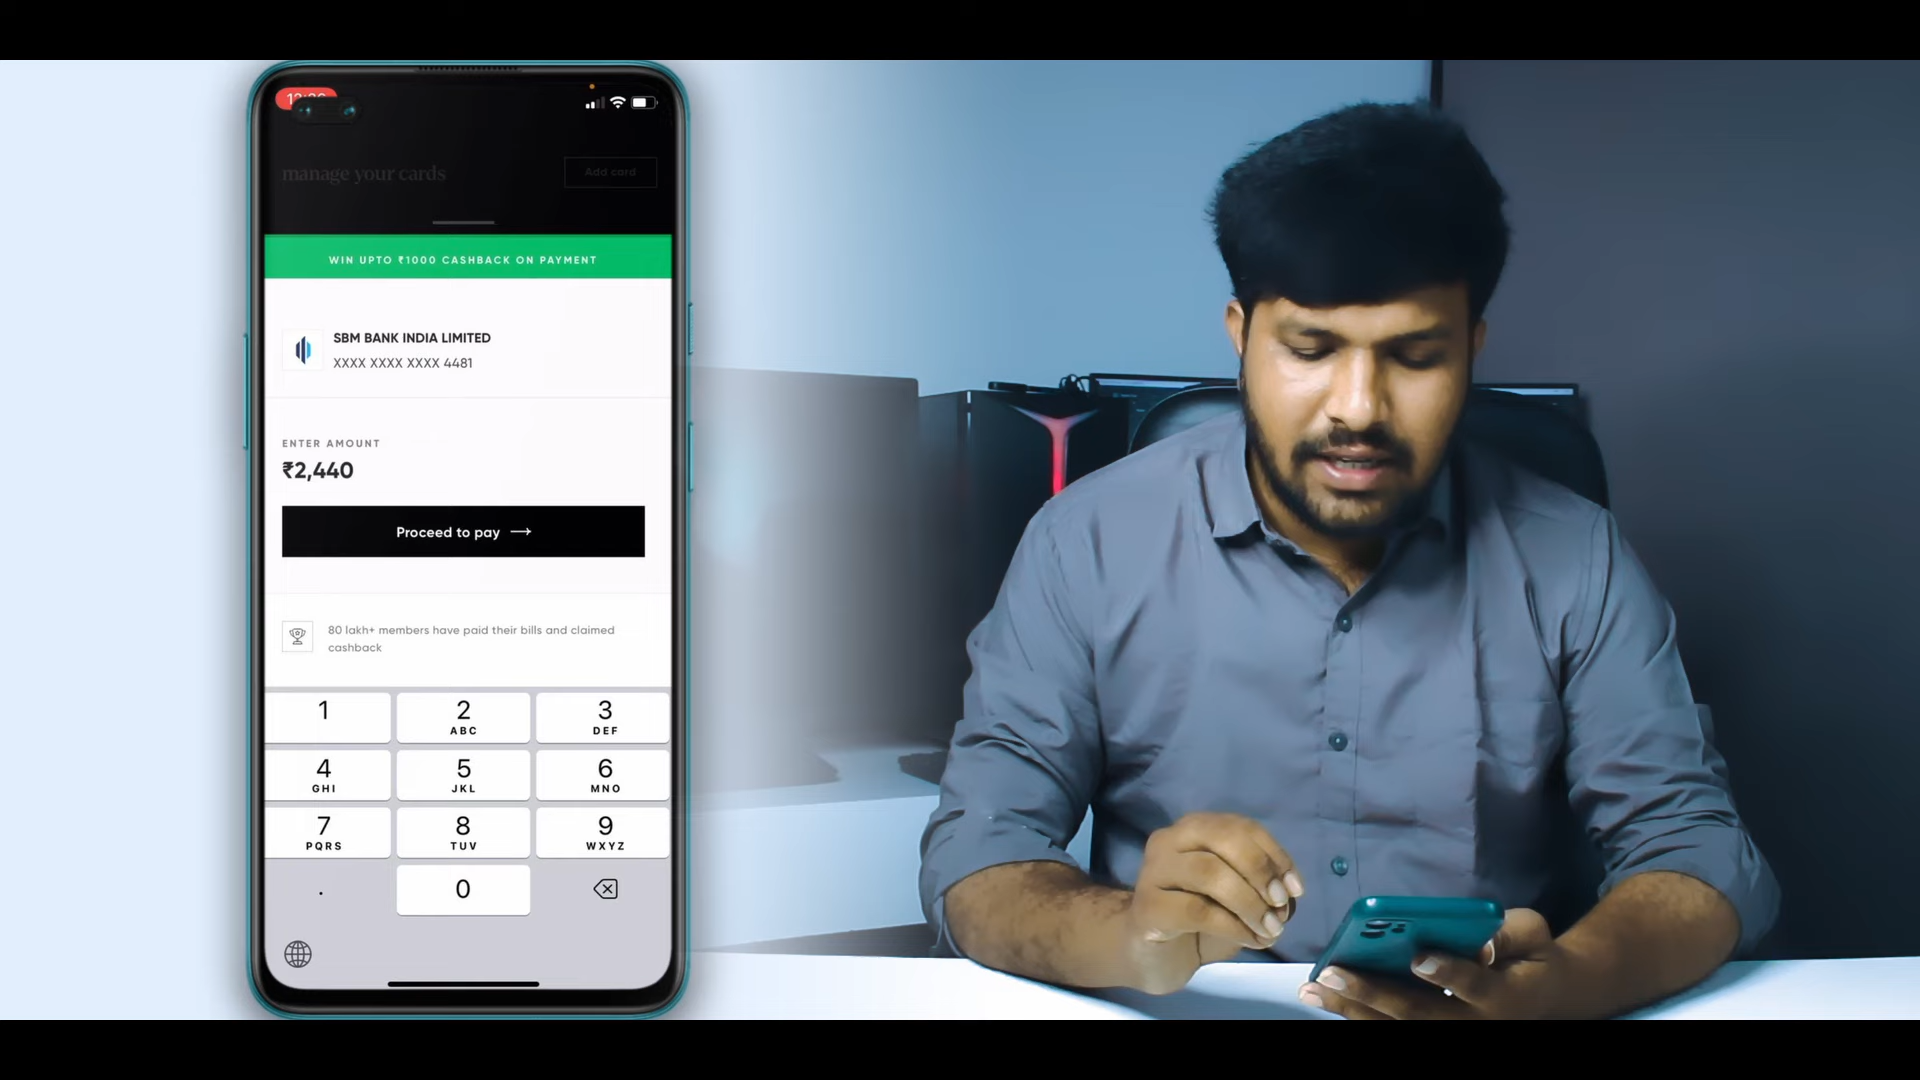 manage your cards
Add card
WIN UPTO ₹1000 CASHBACK ON PAYMENT
SBM BANK INDIA LIMITED
XXXX XXXX XXXX 4481
ENTER AMOUNT
₹2,440
Proceed to pay →
80 lakh+ members have paid their bills and claimed
cashback
1 2 3
ABC DEF
4 5 6
GHI JKL MNO
7 8 9
PQRS TUV WXYZ
. 0